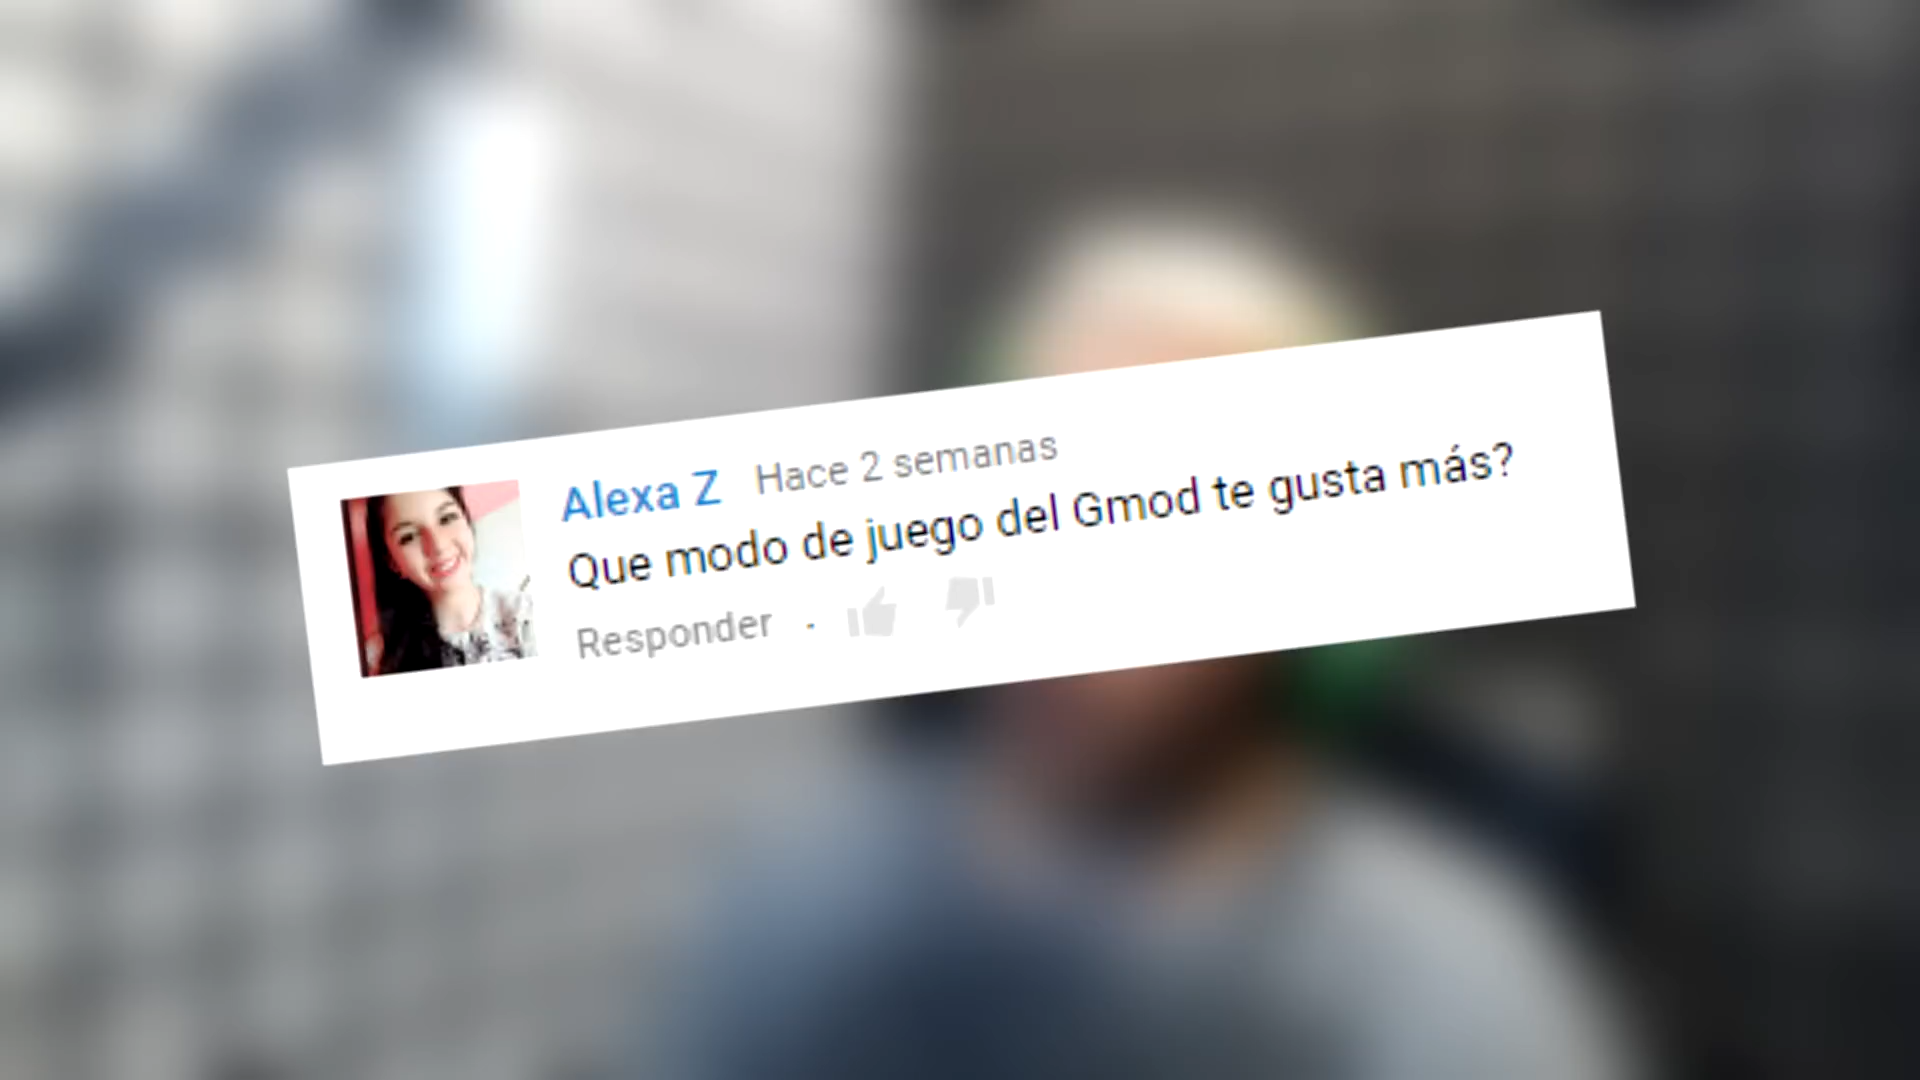 Alexa Z Hace 2 semanas
Que modo de juego del Gmod te gusta más?
Responder .